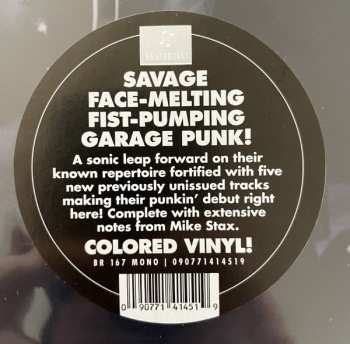 SAVAGE
FACE-MELTING
FIST-PUMPING
GARAGE PUNK!
A sonic leap forward on their
known repertoire fortified with five
new previously unissued tracks
making their punkin' debut right
here! Complete with extensive
notes from Mike Stax.
COLORED VINYL!
BR 167 MONO | 090771414519
0 90771 41451 9